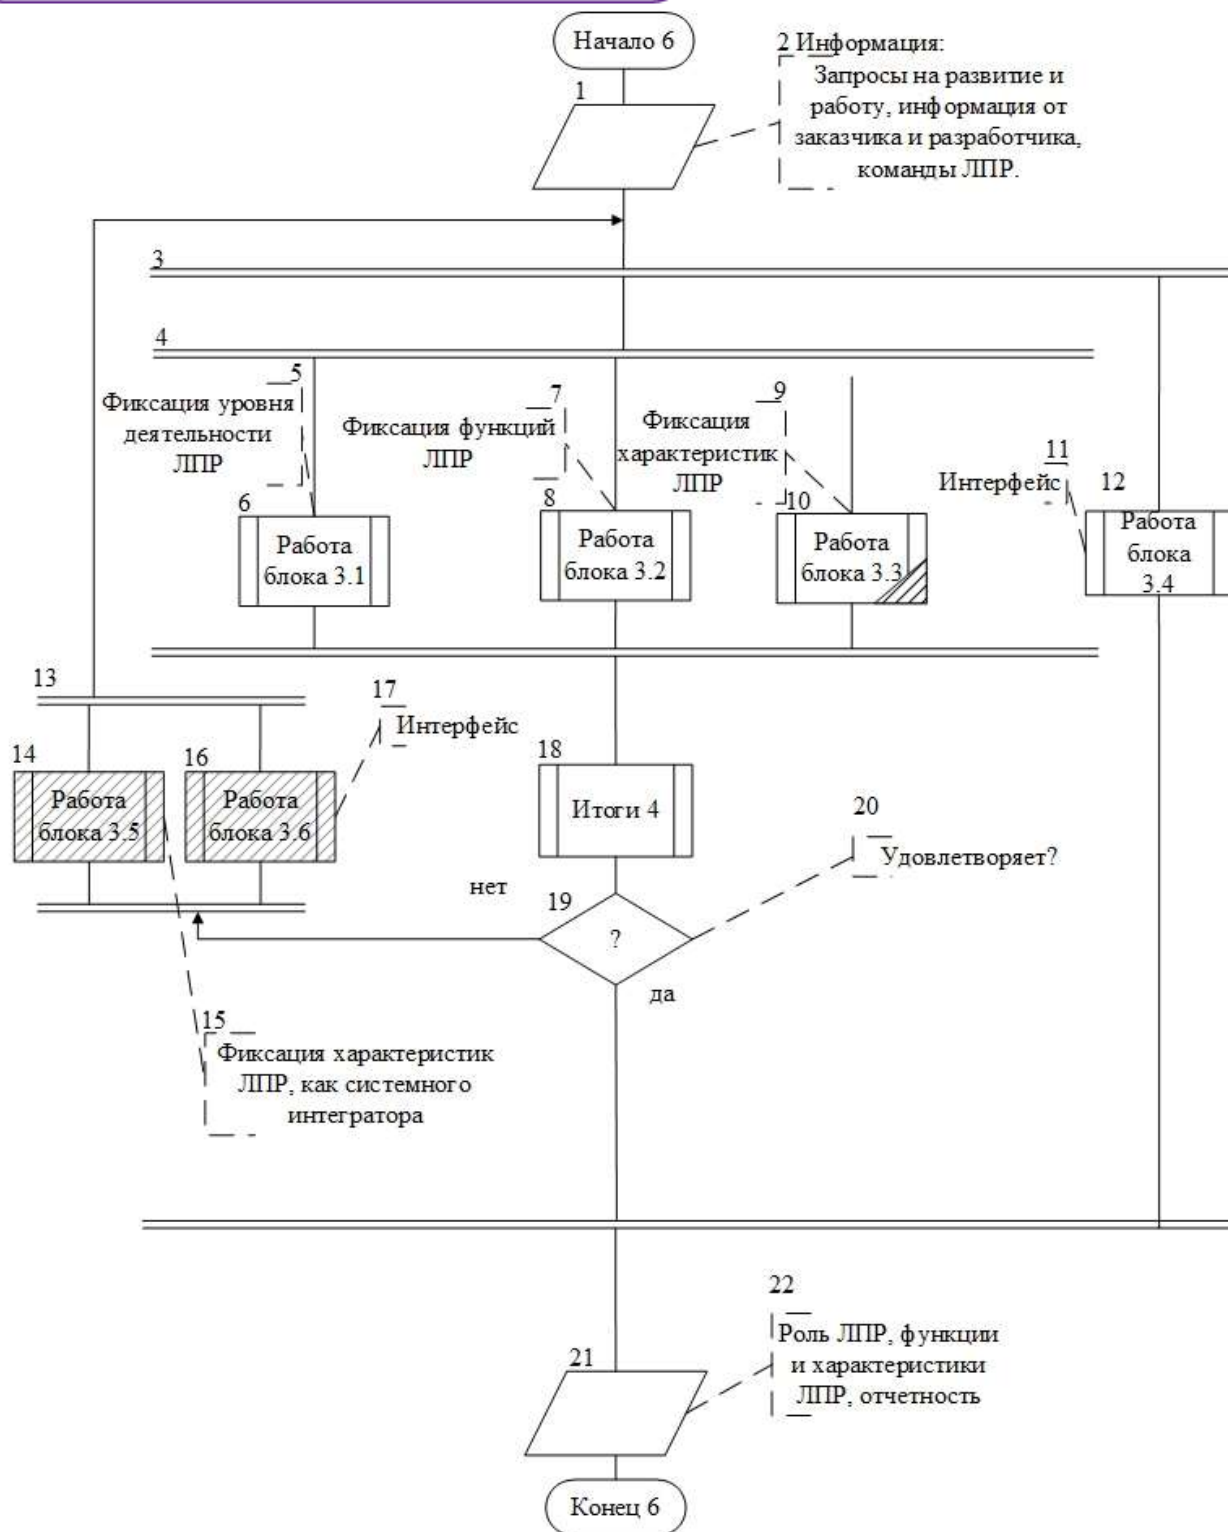 Начало 6
2 Информация:
Запросы на развитие и
работу, информация от
заказчика и разработчика,
команды ЛПР.
1
3
4
5
Фиксация уровня
деятельности
ЛПР
7
Фиксация функций
ЛПР
9
Фиксация
характеристик
ЛПР
11
Интерфейс
6
Работа
блока 3.1
8
Работа
блока 3.2
10
Работа
блока 3.3
12
Работа
блока
3.4
13
14
Работа
блока 3.5
16
Работа
блока 3.6
17
Интерфейс
18
Итоги 4
20
Удовлетворяет?
нет
19
?
да
15
Фиксация характеристик
ЛПР, как системного
интегратора
22
Роль ЛПР, функции
и характеристики
ЛПР, отчетность
21
Конец 6